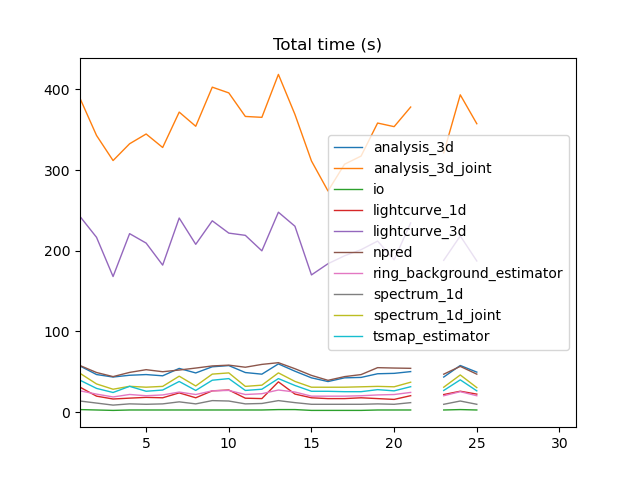 Total time (s)
400
300
200
100
0
5
10
15
20
25
30
analysis_3d
analysis_3d_joint
io
lightcurve_1d
lightcurve_3d
npred
ring_background_estimator
spectrum_1d
spectrum_1d_joint
tsmap_estimator